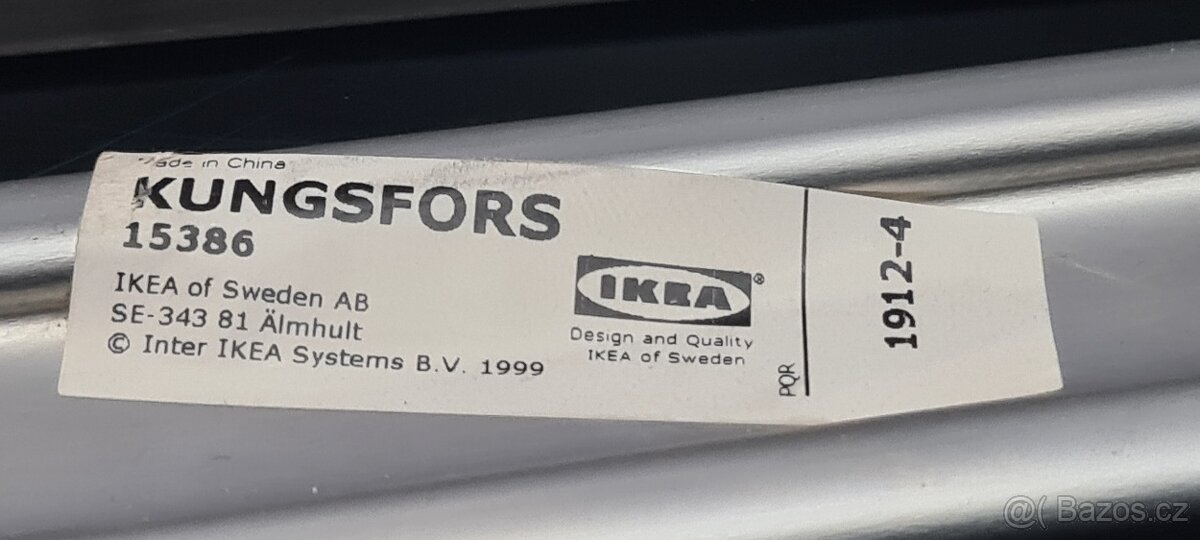 Made in China
KUNGSFORS
15386
IKEA of Sweden AB
SE-343 81 Älmhult
© Inter IKEA Systems B.V. 1999
IKEA®
Design and Quality
IKEA of Sweden
PQR
1912-4
@( Bazos.cz